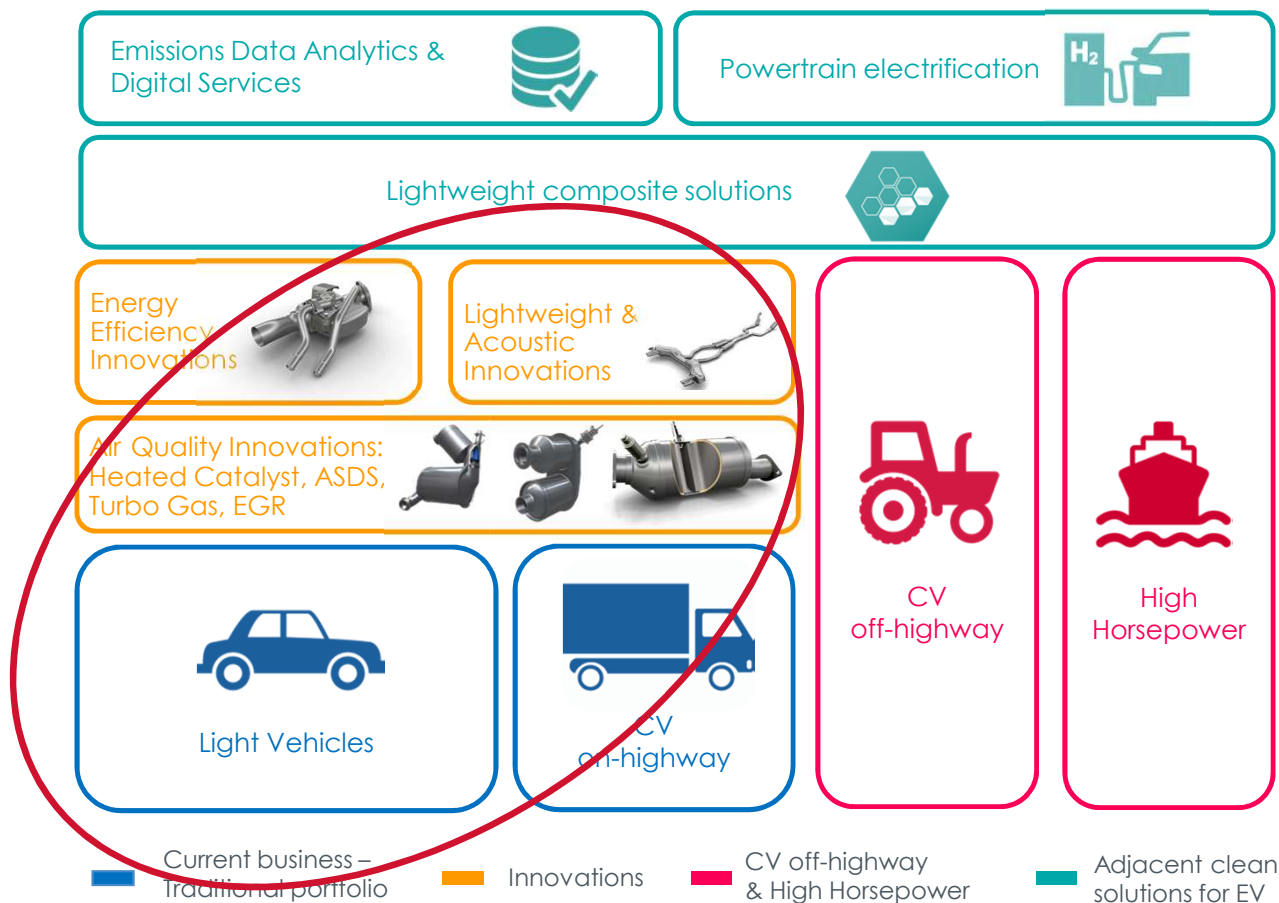 Emissions Data Analytics &
Digital Services
Powertrain electrification
H2
Lightweight composite solutions
Energy
Efficiency
Innovations
Lightweight &
Acoustic
Innovations
Air Quality Innovations:
Heated Catalyst, ASDS,
Turbo Gas, EGR
Light Vehicles
CV
on-highway
CV
off-highway
High
Horsepower
Current business –
Traditional portfolio
Innovations
CV off-highway
& High Horsepower
Adjacent clean
solutions for EV